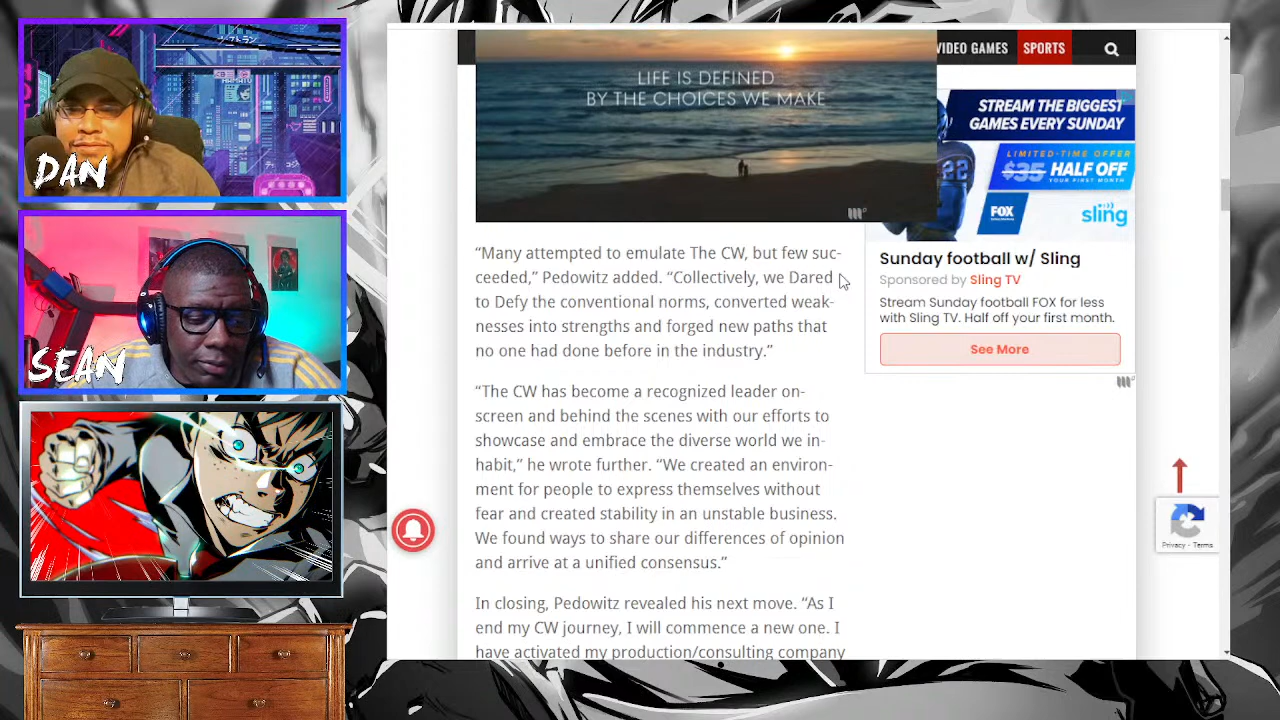 DAN
SEAN
VIDEO GAMES
SPORTS
LIFE IS DEFINED
BY THE CHOICES WE MAKE
STREAM THE BIGGEST
GAMES EVERY SUNDAY
LIMITED-TIME OFFER
$35 HALF OFF
YOUR FIRST MONTH
FOX
sling
Sunday football w/ Sling
Sponsored by Sling TV
Stream Sunday football FOX for less
with Sling TV. Half off your first month.
See More
“Many attempted to emulate The CW, but few suc-
ceeded,” Pedowitz added. “Collectively, we Dared
to Defy the conventional norms, converted weak-
nesses into strengths and forged new paths that
no one had done before in the industry.”
“The CW has become a recognized leader on-
screen and behind the scenes with our efforts to
showcase and embrace the diverse world we in-
habit,” he wrote further. “We created an environ-
ment for people to express themselves without
fear and created stability in an unstable business.
We found ways to share our differences of opinion
and arrive at a unified consensus.”
In closing, Pedowitz revealed his next move. “As I
end my CW journey, I will commence a new one. I
have activated my production/consulting company
Privacy - Terms